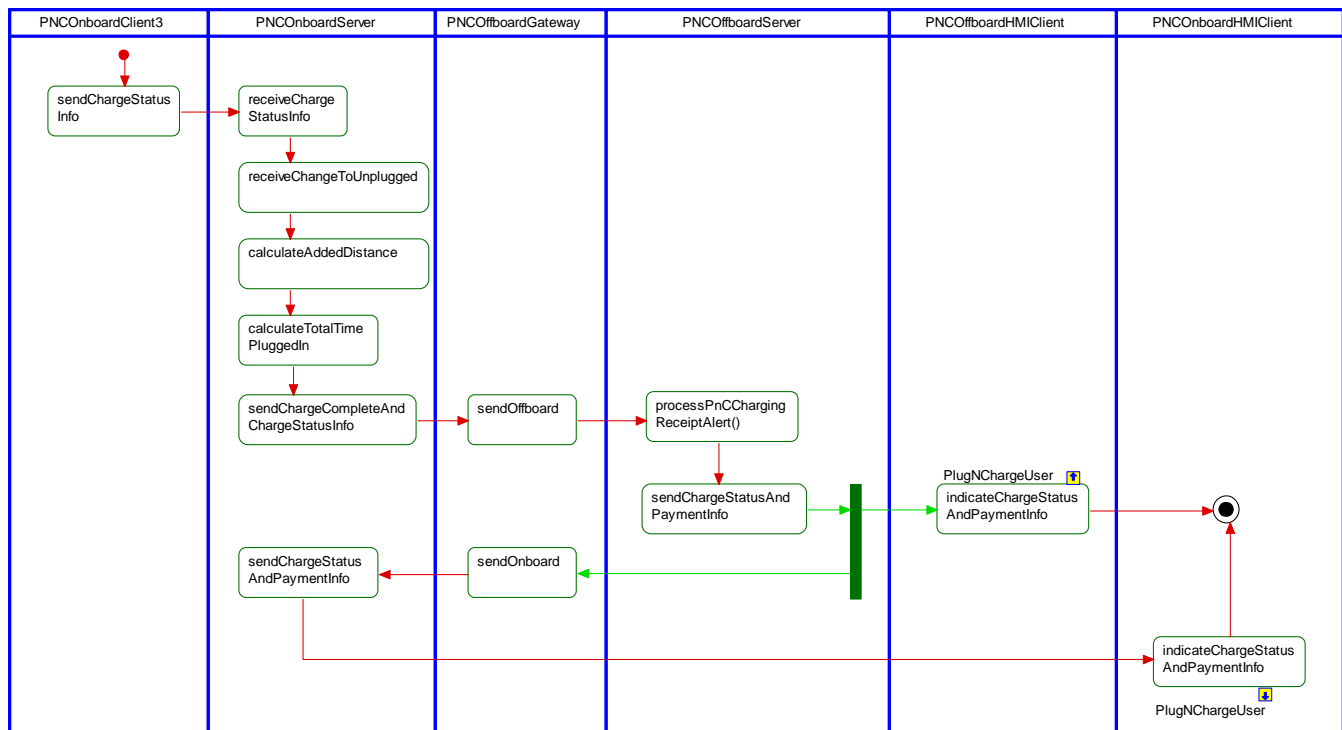 PNCOnboardClient3
PNCOnboardServer
PNCOffboardGateway
PNCOffboardServer
PNCOffboardHMIClient
PNCOnboardHMIClient
sendChargeStatus
Info
receiveCharge
StatusInfo
receiveChangeToUnplugged
calculateAddedDistance
calculateTotalTime
PluggedIn
sendChargeCompleteAnd
ChargeStatusInfo
sendOffboard
processPnCCharging
ReceiptAlert()
sendChargeStatusAnd
PaymentInfo
PlugNChargeUser
indicateChargeStatus
AndPaymentInfo
sendChargeStatus
AndPaymentInfo
sendOnboard
indicateChargeStatus
AndPaymentInfo
PlugNChargeUser